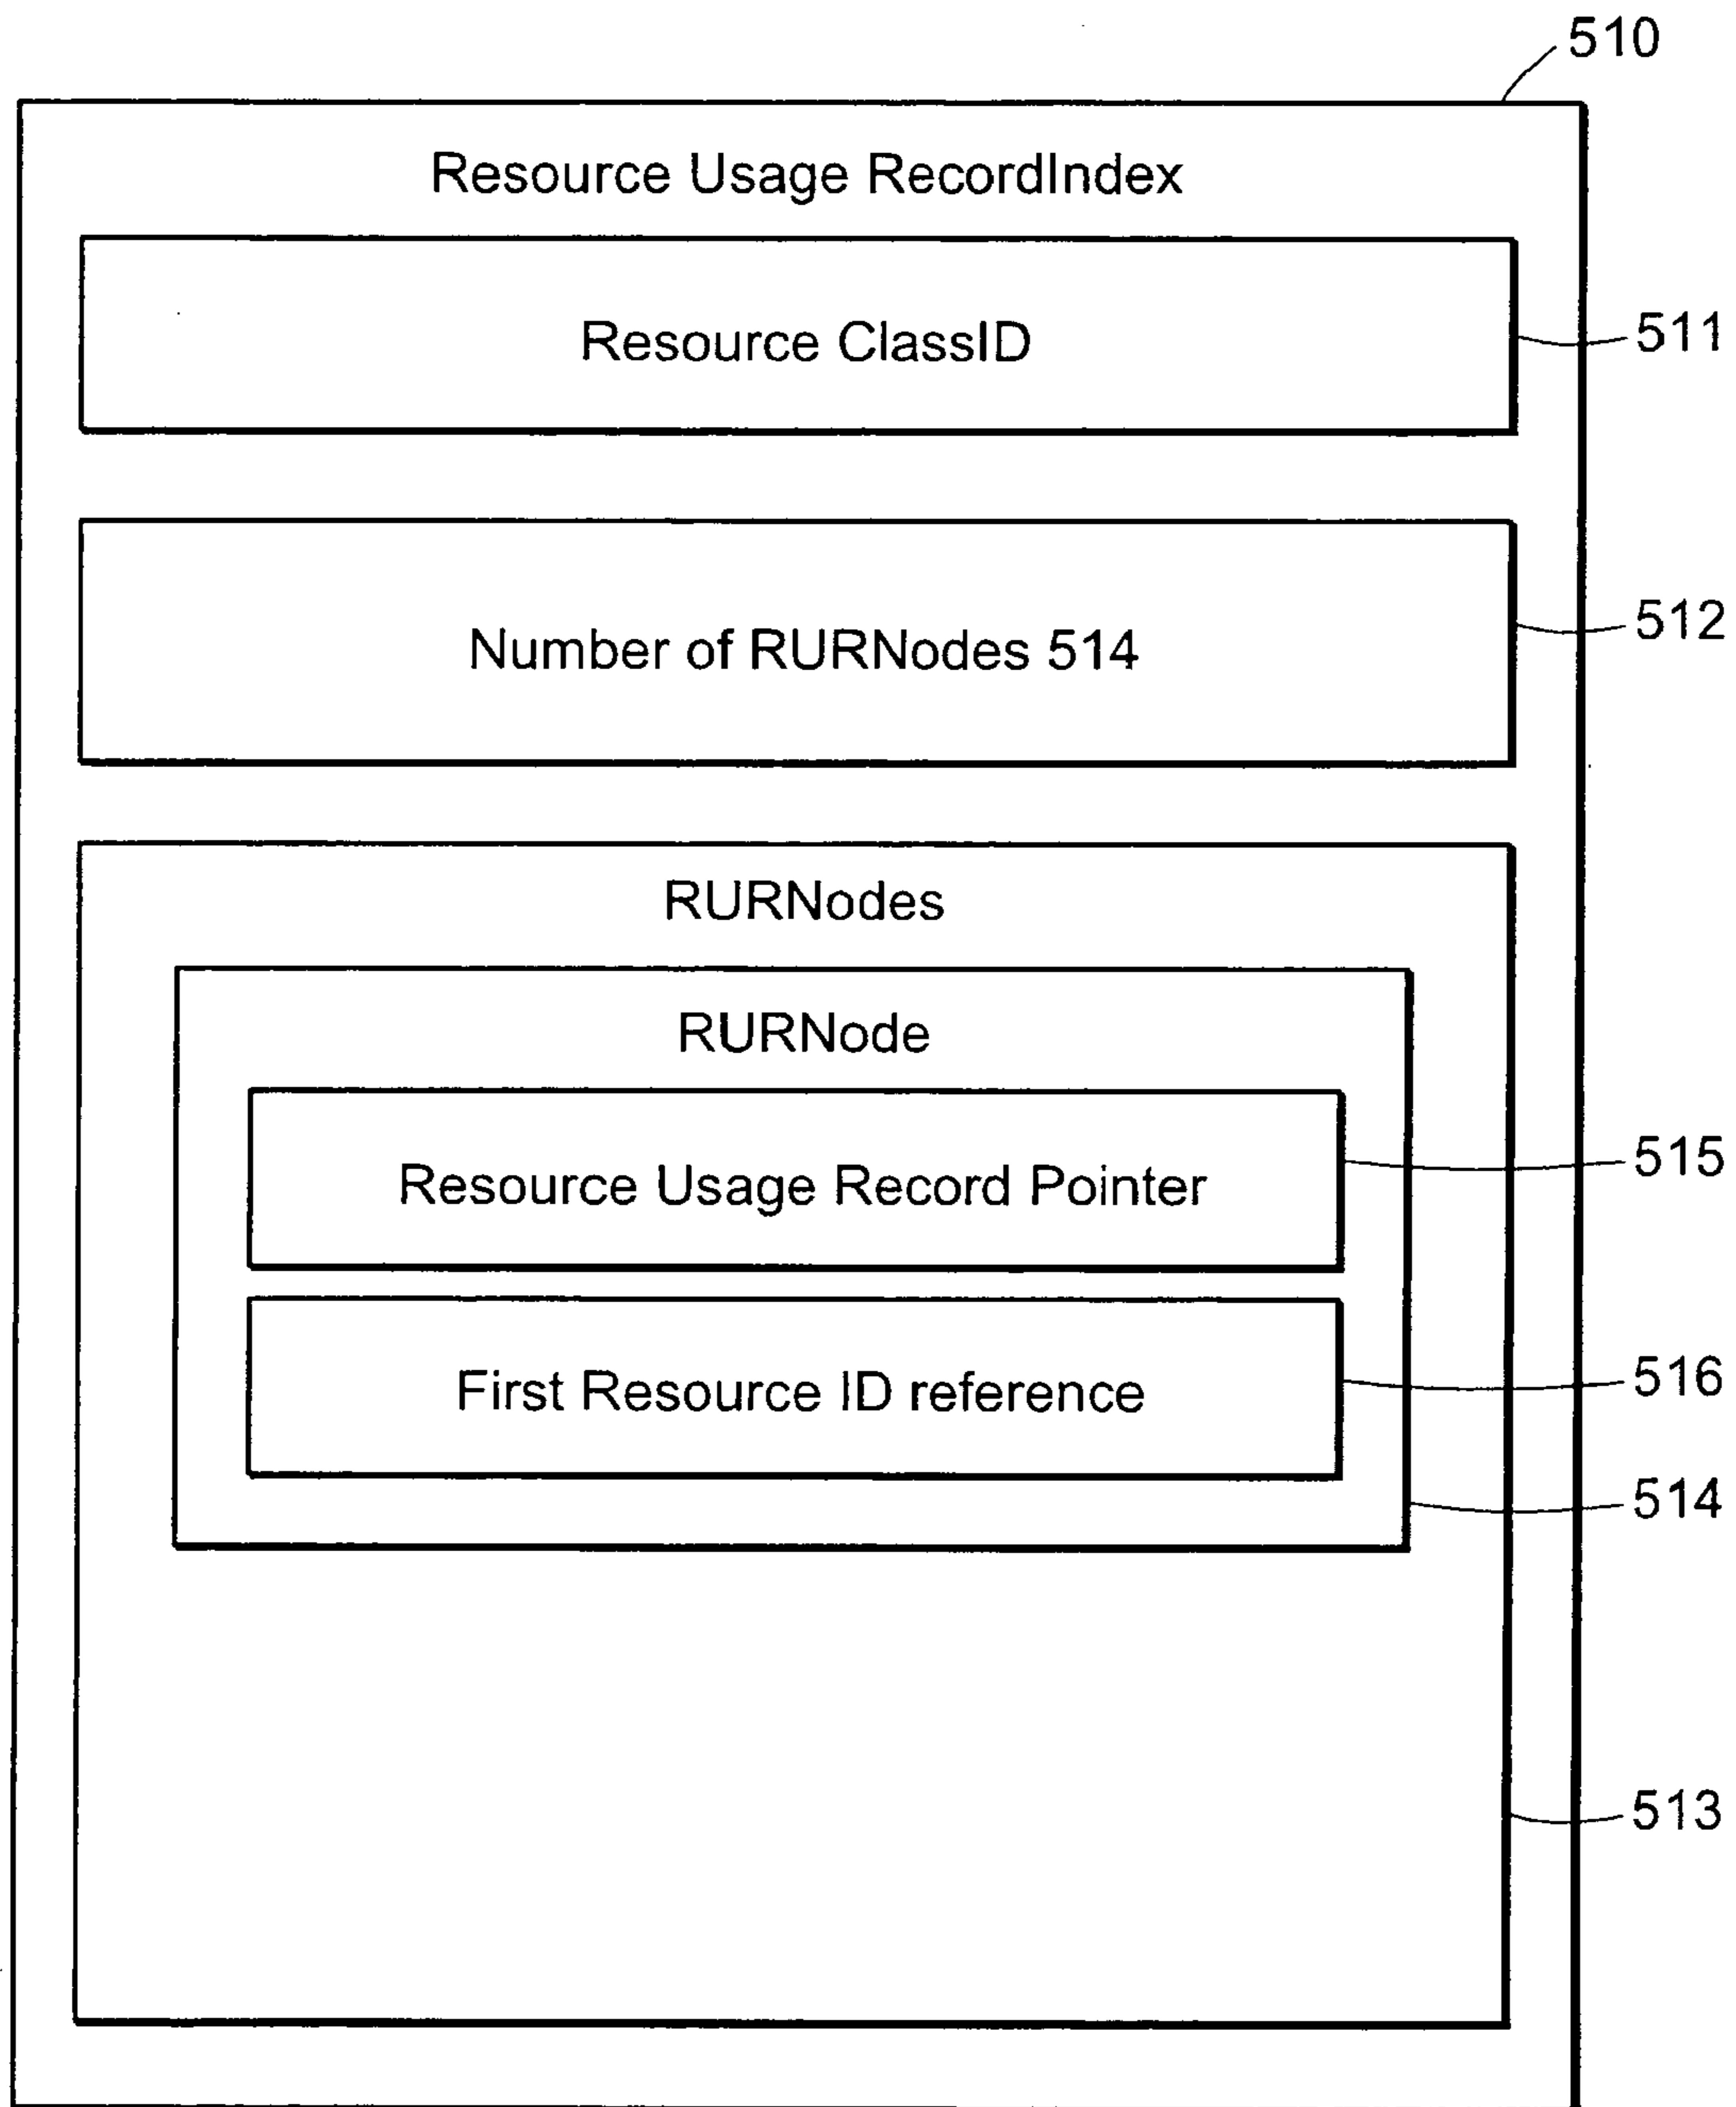 510
Resource Usage RecordIndex
Resource ClassID
511
Number of RURNodes 514
512
RURNodes
RURNode
Resource Usage Record Pointer
515
First Resource ID reference
516
514
513